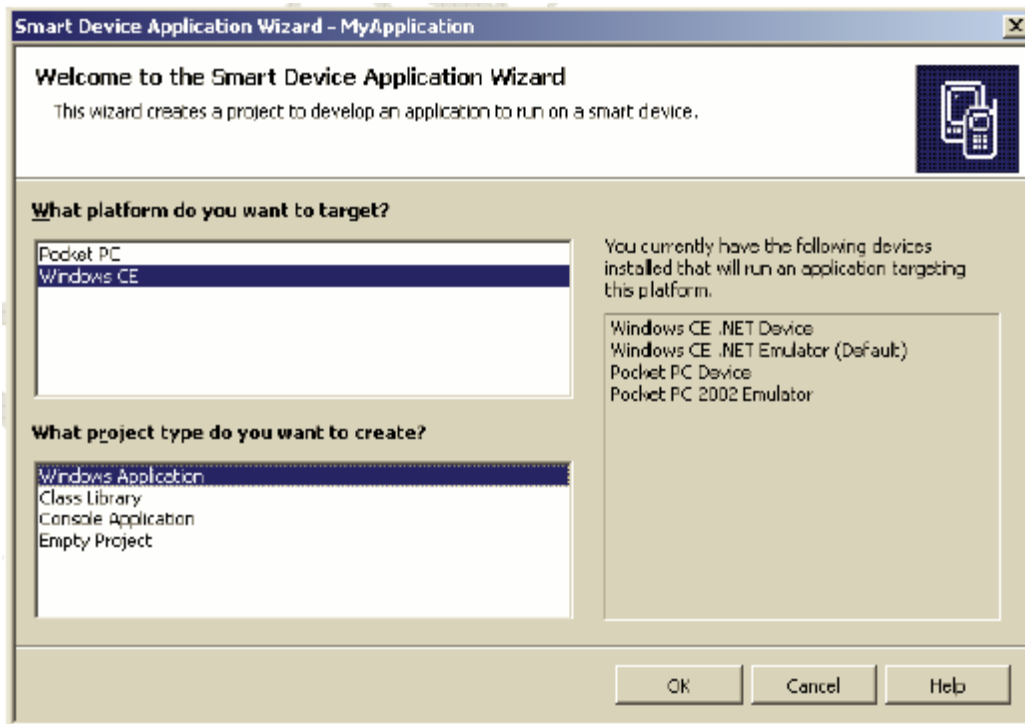 Smart Device Application Wizard - MyApplication
Welcome to the Smart Device Application Wizard
This wizard creates a project to develop an application to run on a smart device.
What platform do you want to target?
Pocket PC
Windows CE
You currently have the following devices
installed that will run an application targeting
this platform.
Windows CE .NET Device
Windows CE .NET Emulator (Default)
Pocket PC Device
Pocket PC 2002 Emulator
What project type do you want to create?
Windows Application
Class Library
Console Application
Empty Project
OK
Cancel
Help